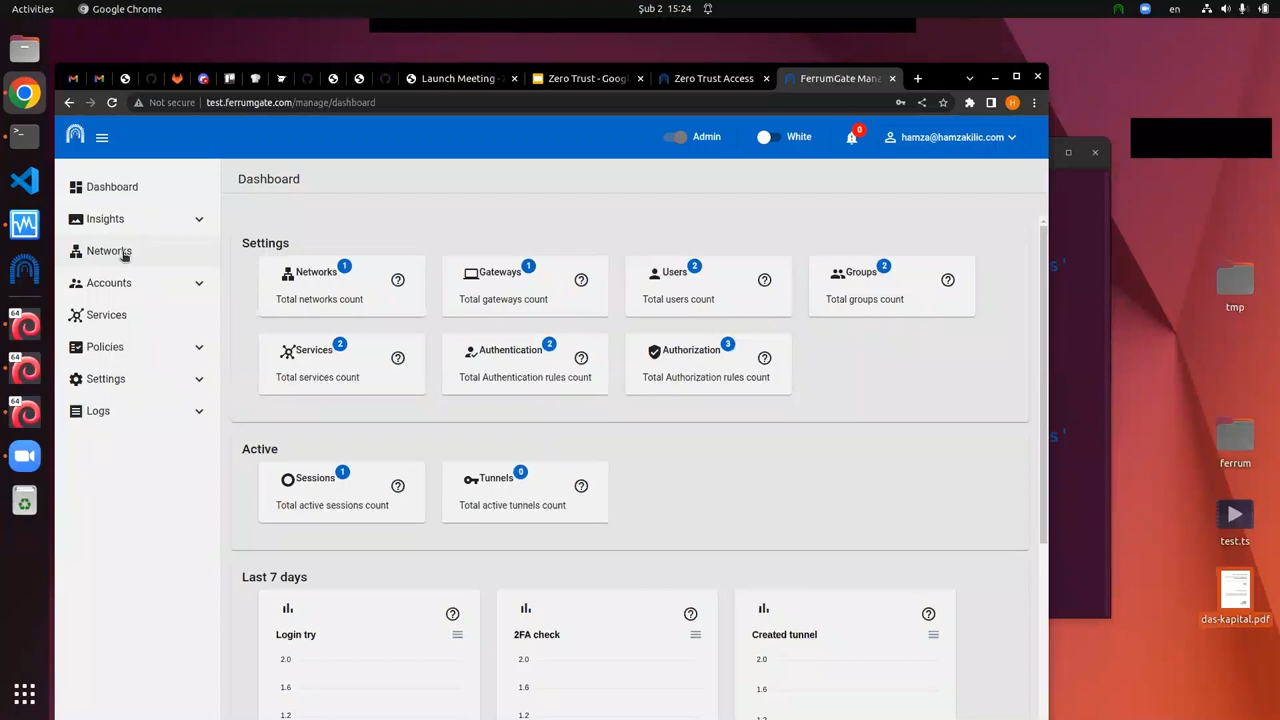 Activities
Google Chrome
Şub 2 15:24
en
Launch Meeting -
Zero Trust - Goog
Zero Trust Access
FerrumGate Mana
Not secure
test.ferrumgate.com/manage/dashboard
H
Admin
White
0
hamza@hamzakilic.com
Dashboard
Insights
Networks
Accounts
Services
Policies
Settings
Logs
Dashboard
Settings
Networks 1
Total networks count
Gateways 1
Total gateways count
Users 2
Total users count
Groups 2
Total groups count
Services 2
Total services count
Authentication 2
Total Authentication rules count
Authorization 3
Total Authorization rules count
Active
Sessions 1
Total active sessions count
Tunnels 0
Total active tunnels count
Last 7 days
Login try
2.0
1.6
1.2
2FA check
2.0
1.6
1.2
Created tunnel
2.0
1.6
1.2
s'
s'
64
64
64
tmp
ferrum
test.ts
das-kapital.pdf